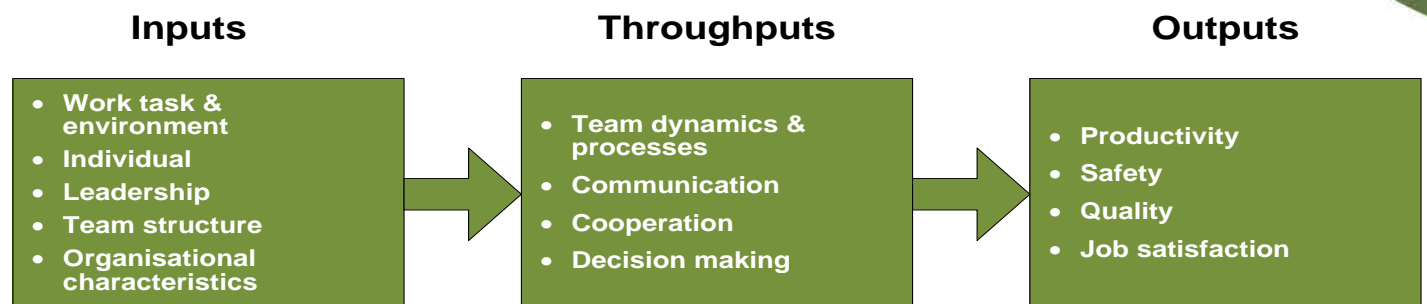 Inputs
Throughputs
Outputs
• Work task &
environment
• Individual
• Leadership
• Team structure
• Organisational
characteristics
• Team dynamics &
processes
• Communication
• Cooperation
• Decision making
• Productivity
• Safety
• Quality
• Job satisfaction